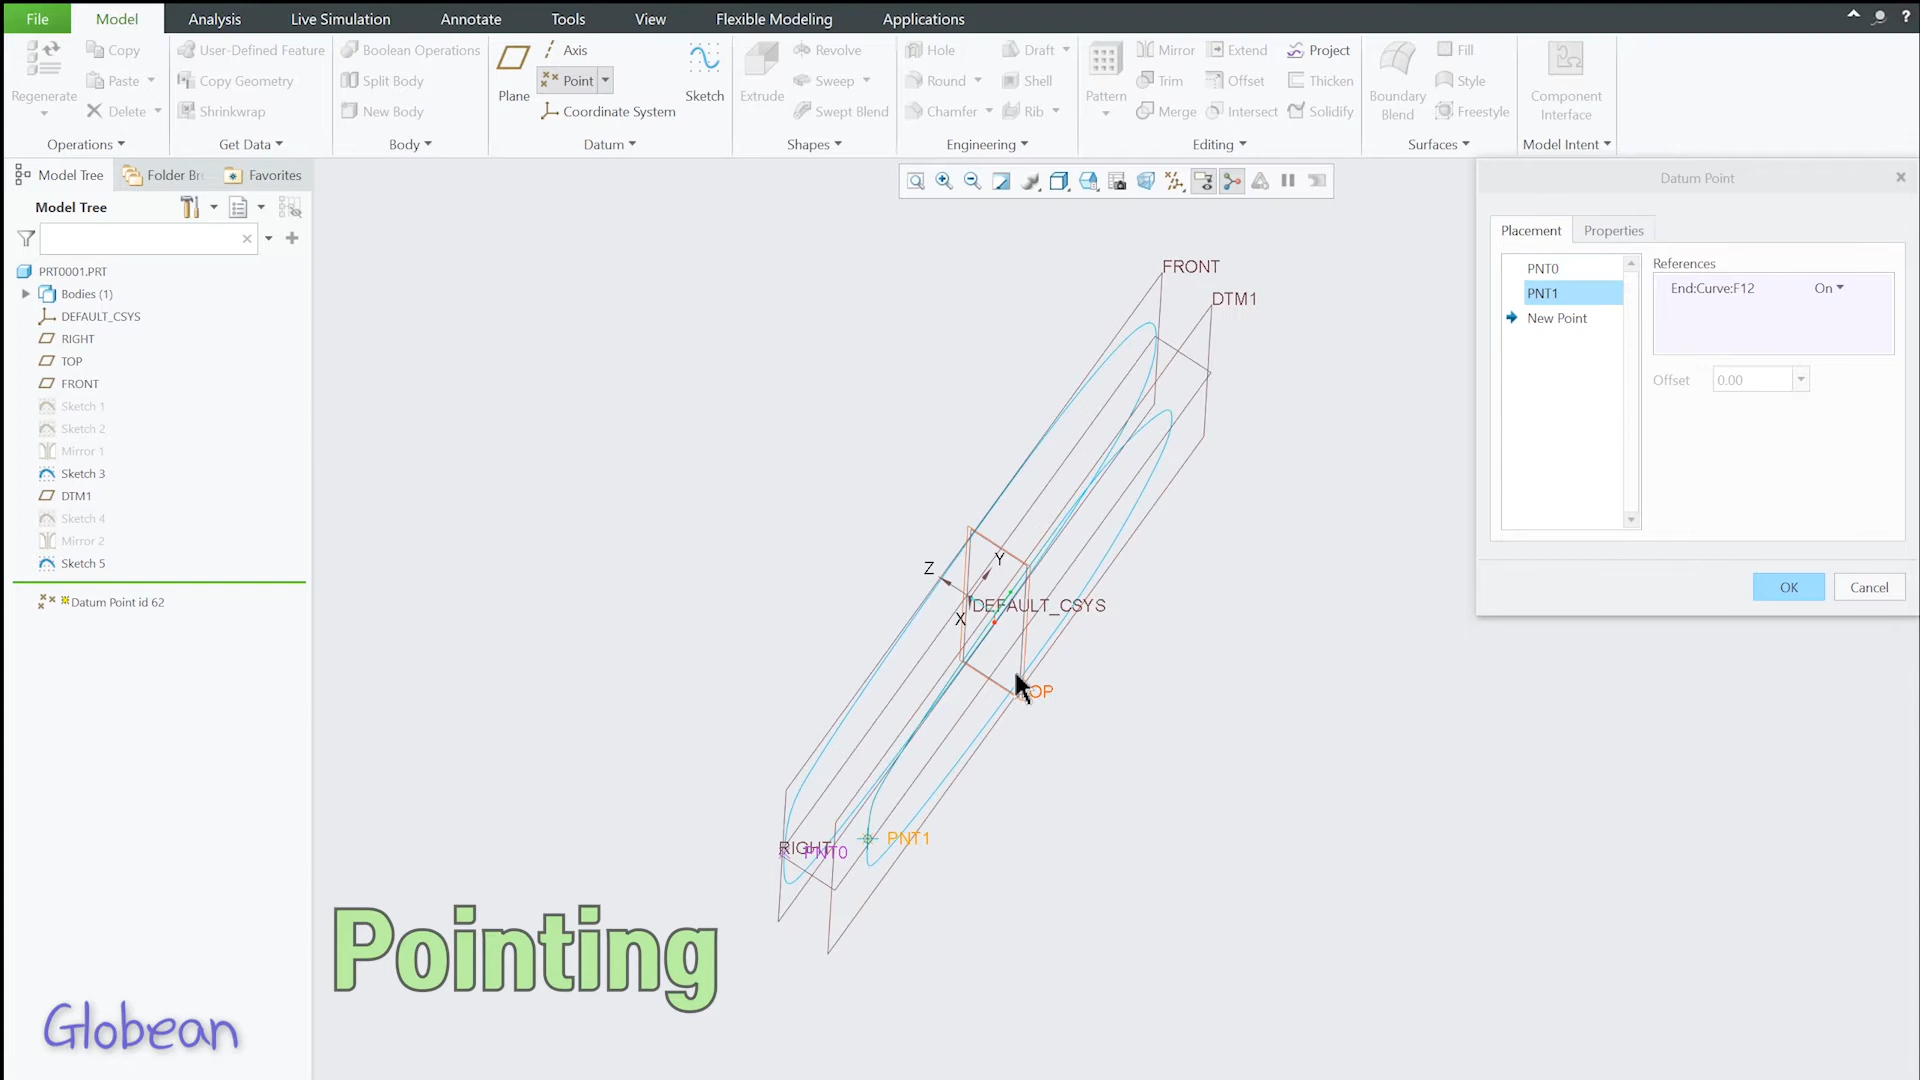 File Model Analysis Live Simulation Annotate Tools View Flexible Modeling Applications ?
Regenerate
Copy
Paste
Delete
Operations
User-Defined Feature
Copy Geometry
Shrinkwrap
Get Data
Boolean Operations
Split Body
New Body
Body
Plane
Axis
Point
Coordinate System
Sketch
Datum
Extrude
Revolve
Sweep
Swept Blend
Shapes
Hole
Round
Chamfer
Draft
Shell
Rib
Engineering
Pattern
Mirror
Trim
Merge
Extend
Offset
Intersect
Project
Thicken
Solidify
Editing
Boundary
Blend
Fill
Style
Freestyle
Surfaces
Component
Interface
Model Intent
Model Tree Folder Br Favorites
Model Tree
PRT0001.PRT
Bodies (1)
DEFAULT_CSYS
RIGHT
TOP
FRONT
Sketch 1
Sketch 2
Mirror 1
Sketch 3
DTM1
Sketch 4
Mirror 2
Sketch 5
Datum Point id 62
FRONT
DTM1
Z
Y
X
DEFAULT_CSYS
OP
RIGHT
PNT0
PNT1
Datum Point
Placement Properties
PNT0
PNT1
New Point
References
End:Curve:F12 On
Offset 0.00
OK Cancel
Pointing
Globean